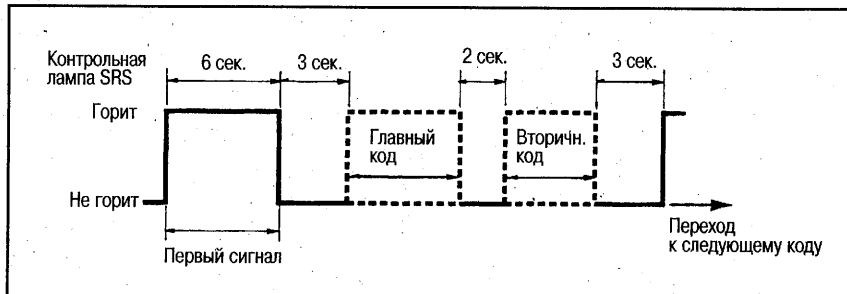 Контрольная
лампа SRS
6 сек.
3 сек.
2 сек.
3 сек.
Горит
Главный
код
Вторичн.
код
Не горит
Первый сигнал
Переход
к следующему коду